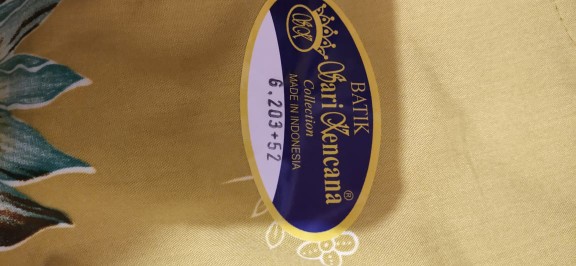 BATIK
Sari Kencana®
Collection
MADE IN INDONESIA
6.203+52